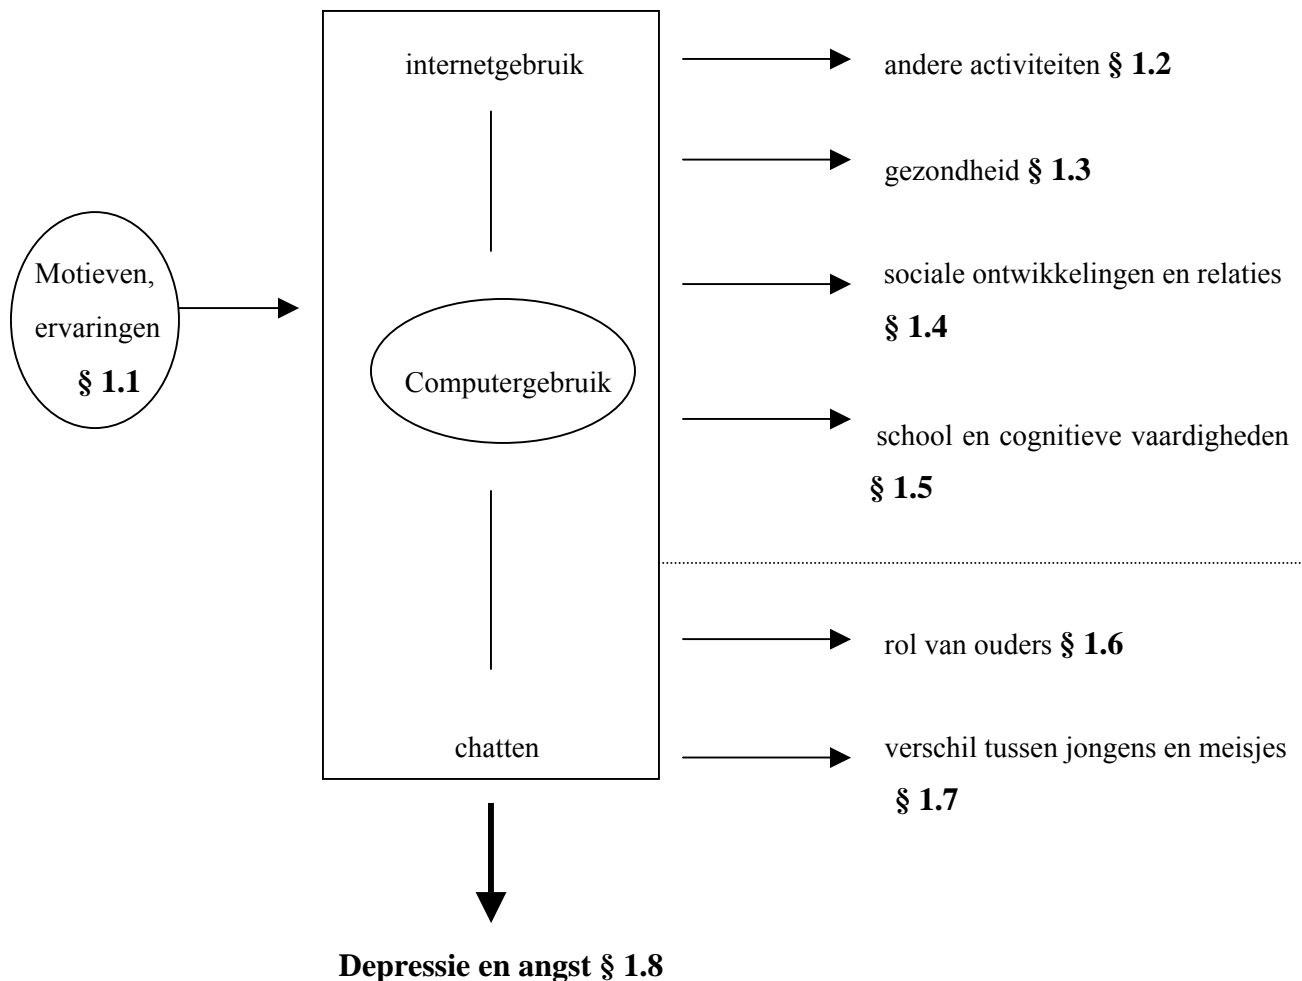 internetgebruik
andere activiteiten § 1.2
gezondheid § 1.3
Motieven,
ervaringen
§ 1.1
sociale ontwikkelingen en relaties
§ 1.4
Computergebruik
school en cognitieve vaardigheden
§ 1.5
rol van ouders § 1.6
chatten
verschil tussen jongens en meisjes
§ 1.7
Depressie en angst § 1.8